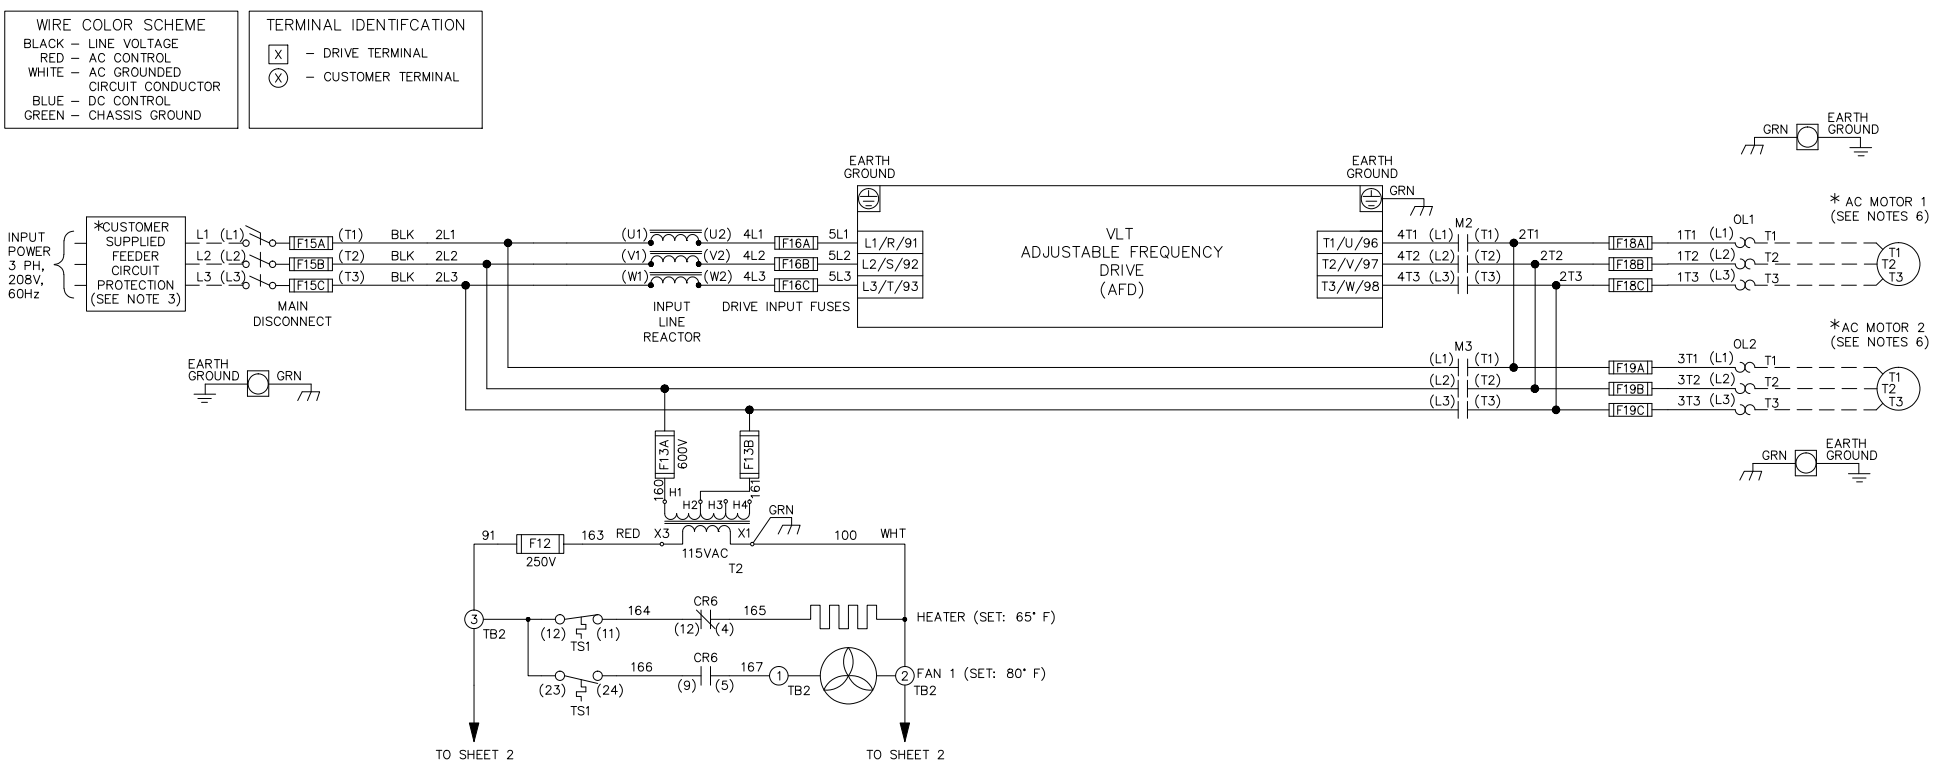 WIRE COLOR SCHEME
BLACK – LINE VOLTAGE
RED – AC CONTROL
WHITE – AC GROUNDED
CIRCUIT CONDUCTOR
BLUE – DC CONTROL
GREEN – CHASSIS GROUND
TERMINAL IDENTIFCATION
X – DRIVE TERMINAL
X – CUSTOMER TERMINAL
EARTH
GROUND
GRN
INPUT
POWER
3 PH,
208V,
60Hz
*CUSTOMER
SUPPLIED
FEEDER
CIRCUIT
PROTECTION
(SEE NOTE 3)
L1 (L1) F15A (T1) BLK 2L1
L2 (L2) F15B (T2) BLK 2L2
L3 (L3) F15C (T3) BLK 2L3
MAIN
DISCONNECT
(U1) (U2) 4L1 F16A 5L1
(V1) (V2) 4L2 F16B 5L2
(W1) (W2) 4L3 F16C 5L3
INPUT
LINE
REACTOR
DRIVE INPUT FUSES
EARTH
GROUND
L1/R/91
L2/S/92
L3/T/93
VLT
ADJUSTABLE FREQUENCY
DRIVE
(AFD)
EARTH
GROUND
GRN
T1/U/96
T2/V/97
T3/W/98
M2
4T1 (L1) (T1) 2T1 F18A 1T1 (L1) T1
4T2 (L2) (T2) 2T2 F18B 1T2 (L2) T2
4T3 (L3) (T3) 2T3 F18C 1T3 (L3) T3
OL1
* AC MOTOR 1
(SEE NOTES 6)
T1
T2
T3
M3
(L1) (T1) F19A 3T1 (L1) T1
(L2) (T2) F19B 3T2 (L2) T2
(L3) (T3) F19C 3T3 (L3) T3
OL2
* AC MOTOR 2
(SEE NOTES 6)
T1
T2
T3
EARTH
GROUND
GRN
GRN
EARTH
GROUND
F13A
600V
F13B
160
161
H1
H2 H3 H4
GRN
91 F12 163 RED X3 X1 100 WHT
250V
115VAC
T2
3
TB2
(12) (11)
TS1
164
CR6
(12) (4)
165
HEATER (SET: 65° F)
(23) (24)
TS1
166
CR6
(9) (5)
167
1
TB2
2
TB2
FAN 1 (SET: 80° F)
TO SHEET 2
TO SHEET 2